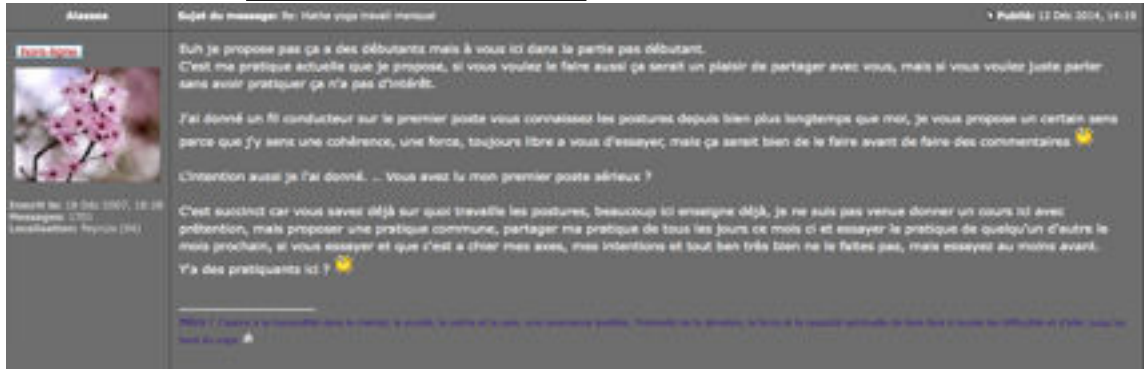 Sujet du message: Re: Hatha yoga travail mensuel
Publié: 12 Déc 2014, 14:
Hors-ligne
Euh je propose pas ça a des débutants mais à vous ici dans la partie pas débutant.
C'est ma pratique actuelle que je propose, si vous voulez le faire aussi ça serait un plaisir de partager avec vous, mais si vous voulez juste parler
sans avoir pratiquer ça n'a pas d'intérêt.
J'ai donné un fil conducteur sur le premier poste vous connaissez les postures depuis bien plus longtemps que moi, je vous propose un certain sens
parce que j'y sens une cohérence, une force, toujours libre a vous d'essayer, mais ça serait bien de le faire avant de faire des commentaires
L'intention aussi je l'ai donné. ... Vous avez lu mon premier poste sérieux ?
C'est succinct car vous savez déjà sur quoi travaille les postures, beaucoup ici enseigne déjà, je ne suis pas venue donner un cours ici avec
prétention, mais proposer une pratique commune, partager ma pratique de tous les jours ce mois ci et essayer la pratique de quelqu'un d'autre le
mois prochain, si vous essayer et que c'est a chier mes axes, mes intentions et tout ben très bien ne le faites pas, mais essayez au moins avant.
Y'a des pratiquants ici ?
Messages:
Localisation: